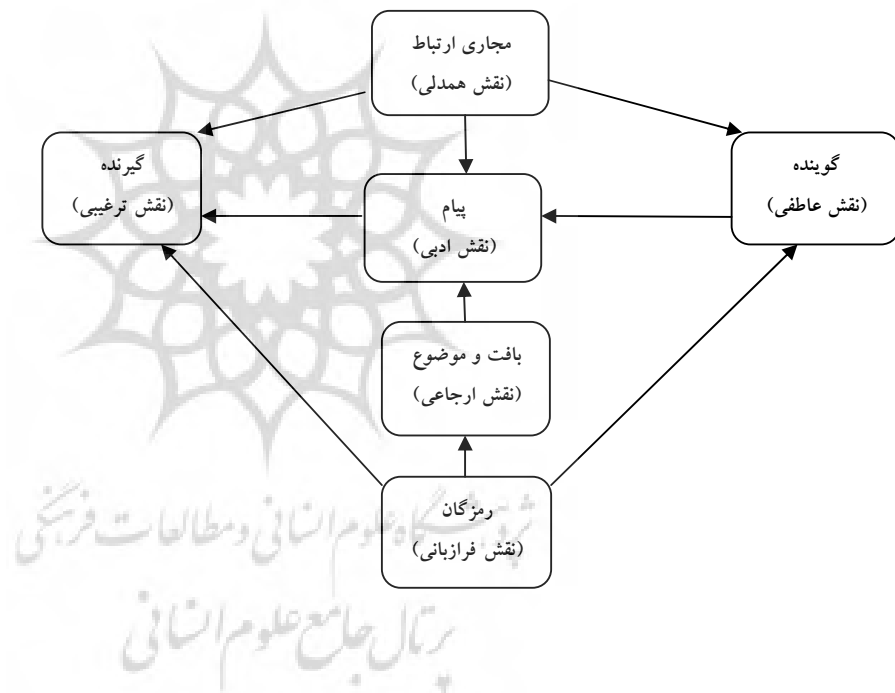 مجاری ارتباط
(نقش همدلی)
گوینده
(نقش عاطفی)
پیام
(نقش ادبی)
گیرنده
(نقش ترغیبی)
بافت و موضوع
(نقش ارجاعی)
رمزگان
(نقش فرازبانی)
پژوهشگاه علوم انسانی و مطالعات فرهنگی
پرتال جامع علوم انسانی